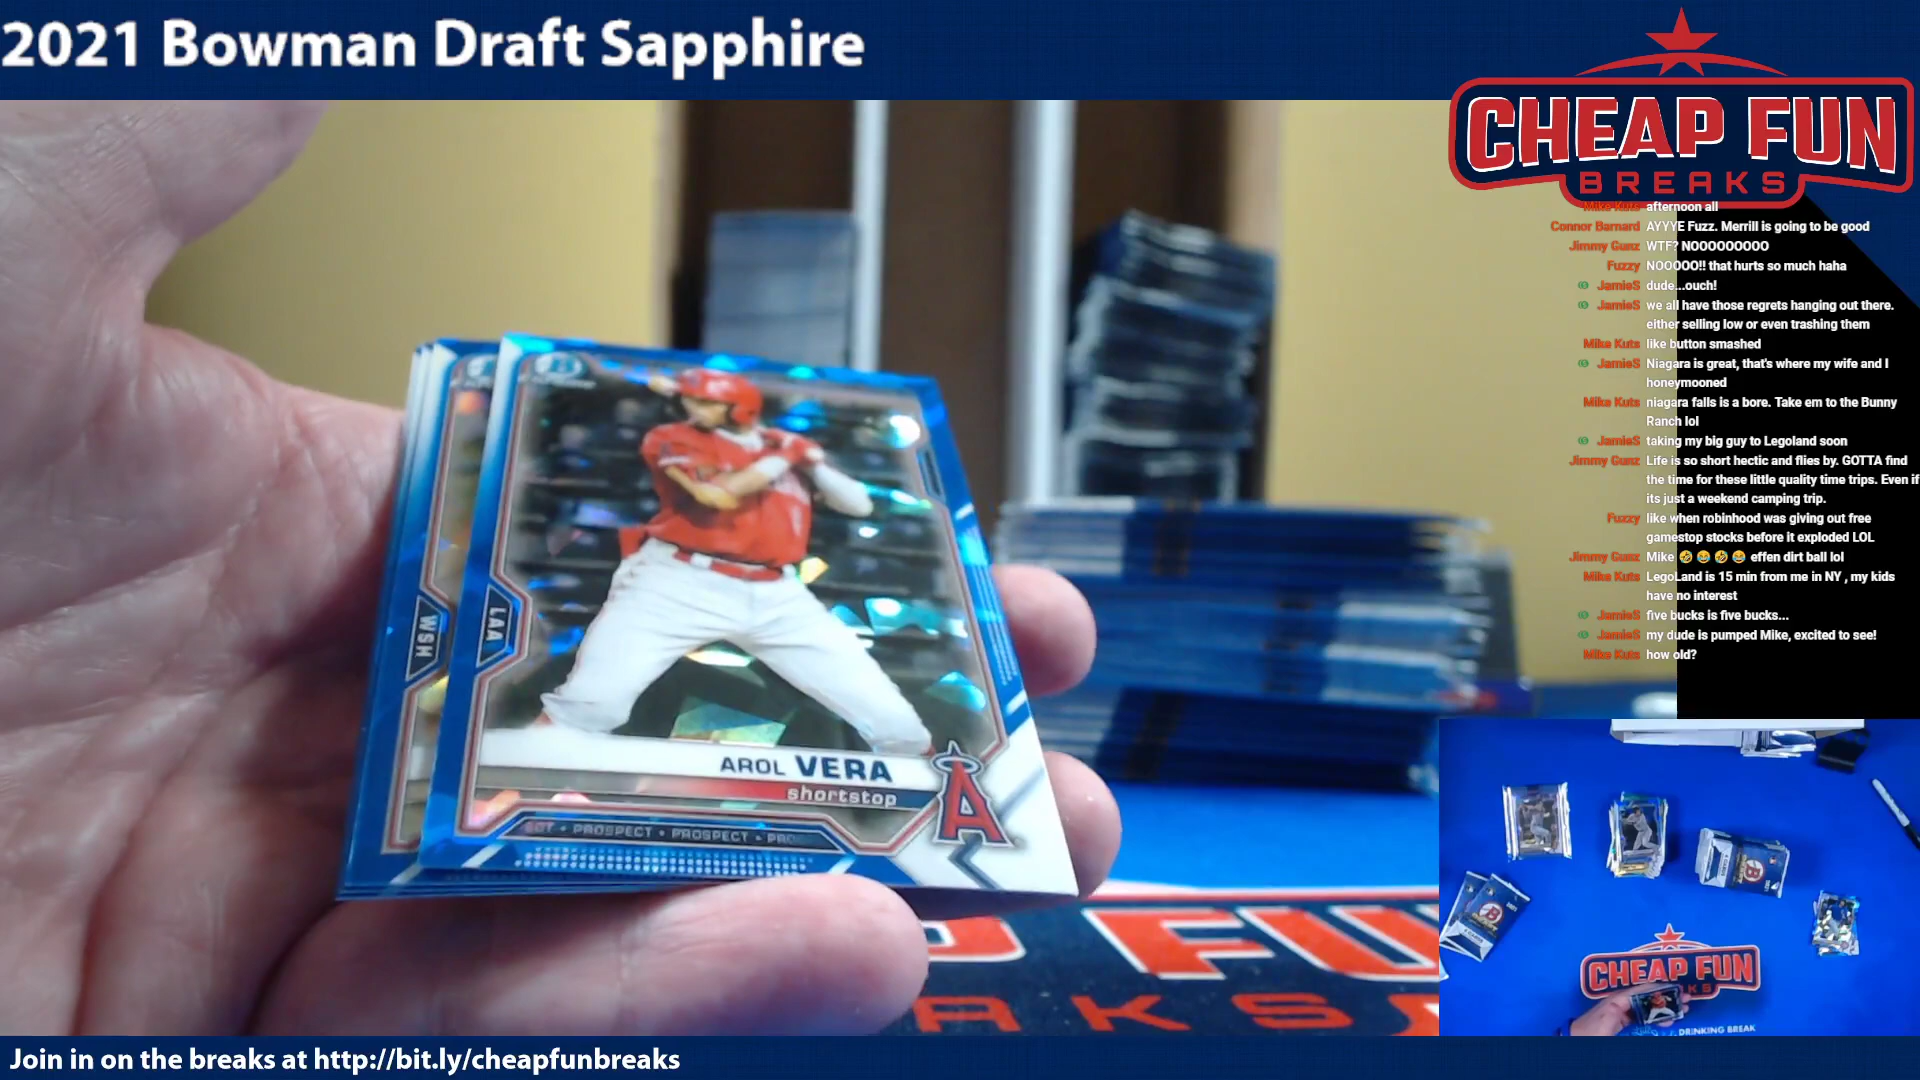 2021 Bowman Draft Sapphire
CHEAP FUN
BREAKS
Mike Kuts afternoon all
Connor Barnard AYYYE Fuzz. Merrill is going to be good
Jimmy Gunz WTF? NOOOOOOOOO
Fuzzy NOOOOO!! that hurts so much haha
JamieS dude...ouch!
JamieS we all have those regrets hanging out there.
either selling low or even trashing them
Mike Kuts like button smashed
JamieS Niagara is great, that's where my wife and I
honeymooned
Mike Kuts niagara falls is a bore. Take em to the Bunny
Ranch lol
JamieS taking my big guy to Legoland soon
Jimmy Gunz Life is so short hectic and flies by. GOTTA find
the time for these little quality time trips. Even if
its just a weekend camping trip.
Fuzzy like when robinhood was giving out free
gamestop stocks before it exploded LOL
Jimmy Gunz Mike 🤣😂🤣😂 effen dirt ball lol
Mike Kuts LegoLand is 15 min from me in NY , my kids
have no interest
JamieS five bucks is five bucks...
JamieS my dude is pumped Mike, excited to see!
Mike Kuts how old?
WSH
LAA
AROL VERA
shortstop
PROSPECT • PROSPECT
A
FU
AKS
CHEAP FUN
KS
DRINKING BREAK
Join in on the breaks at http://bit.ly/cheapfunbreaks